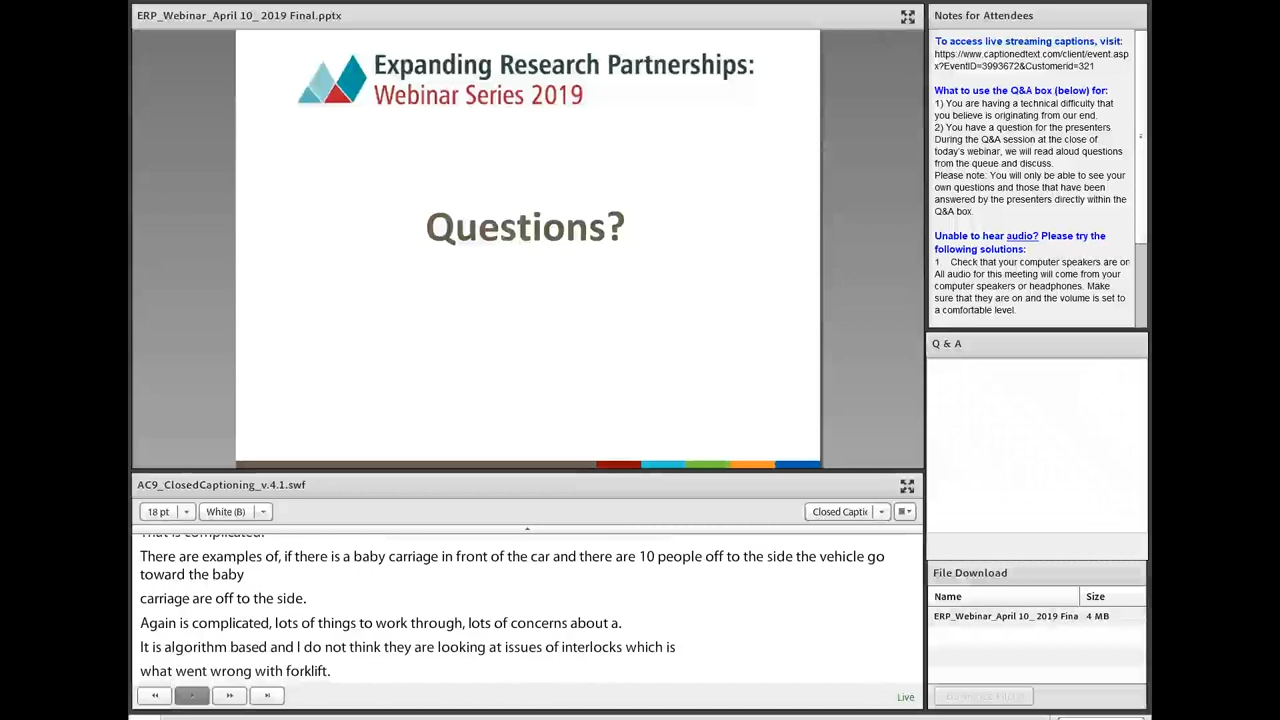 ERP_Webinar_April 10_ 2019 Final.pptx
Expanding Research Partnerships:
Webinar Series 2019
Questions?
AC9_ClosedCaptioning_v.4.1.swf
18 pt
White (B)
Closed Captic
That is complicated.
There are examples of, if there is a baby carriage in front of the car and there are 10 people off to the side the vehicle go
toward the baby
carriage are off to the side.
Again is complicated, lots of things to work through, lots of concerns about a.
It is algorithm based and I do not think they are looking at issues of interlocks which is
what went wrong with forklift.
Live
Notes for Attendees
To access live streaming captions, visit:
https://www.captionedtext.com/client/event.asp
x?EventID=3993672&Customerid=321
What to use the Q&A box (below) for:
1) You are having a technical difficulty that
you believe is originating from our end.
2) You have a question for the presenters
During the Q&A session at the close of
today's webinar, we will read aloud questions
from the queue and discuss.
Please note: You will only be able to see your
own questions and those that have been
answered by the presenters directly within the
Q&A box.
Unable to hear audio? Please try the
following solutions:
1 Check that your computer speakers are on
All audio for this meeting will come from your
computer speakers or headphones. Make
sure that they are on and the volume is set to
a comfortable level.
Q & A
File Download
Name Size
ERP_Webinar_April 10_ 2019 Fina 4 MB